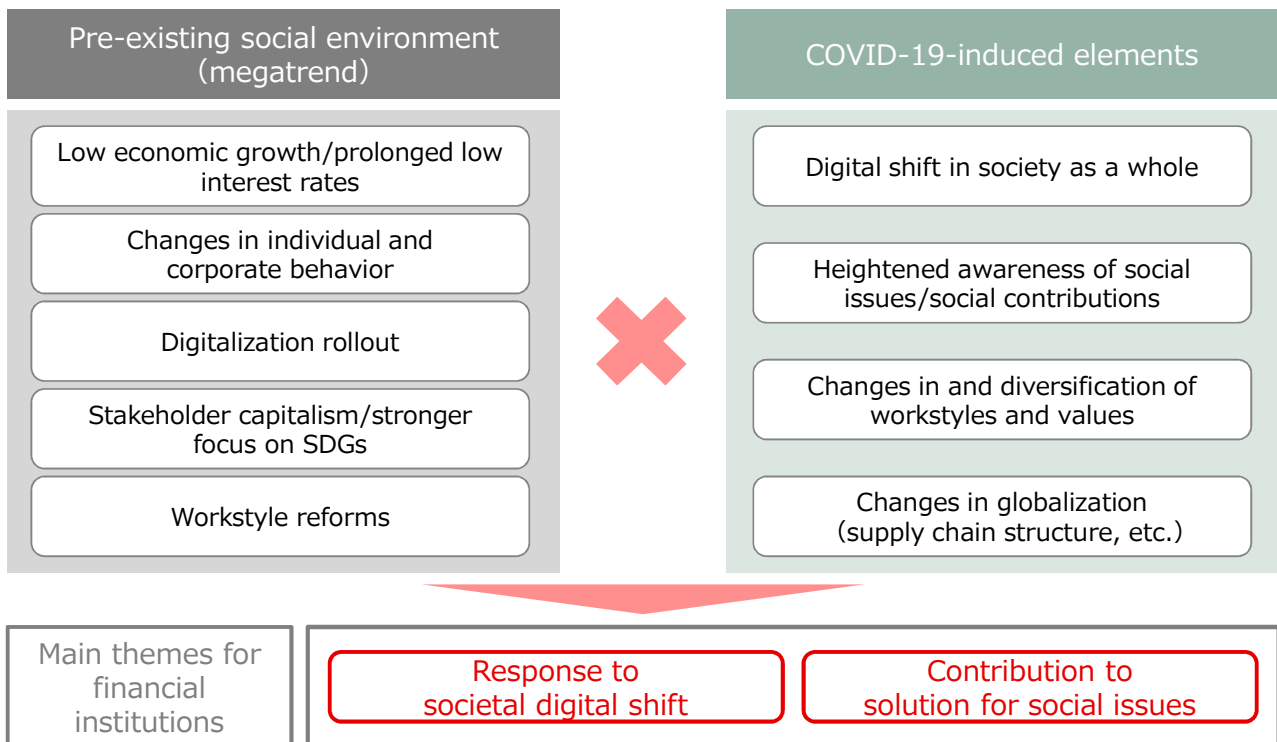 Pre-existing social environment
（megatrend）
Low economic growth/prolonged low
interest rates
Changes in individual and
corporate behavior
Digitalization rollout
Stakeholder capitalism/stronger
focus on SDGs
Workstyle reforms
COVID-19-induced elements
Digital shift in society as a whole
Heightened awareness of social
issues/social contributions
Changes in and diversification of
workstyles and values
Changes in globalization
（supply chain structure, etc.）
Main themes for
financial
institutions
Response to
societal digital shift
Contribution to
solution for social issues